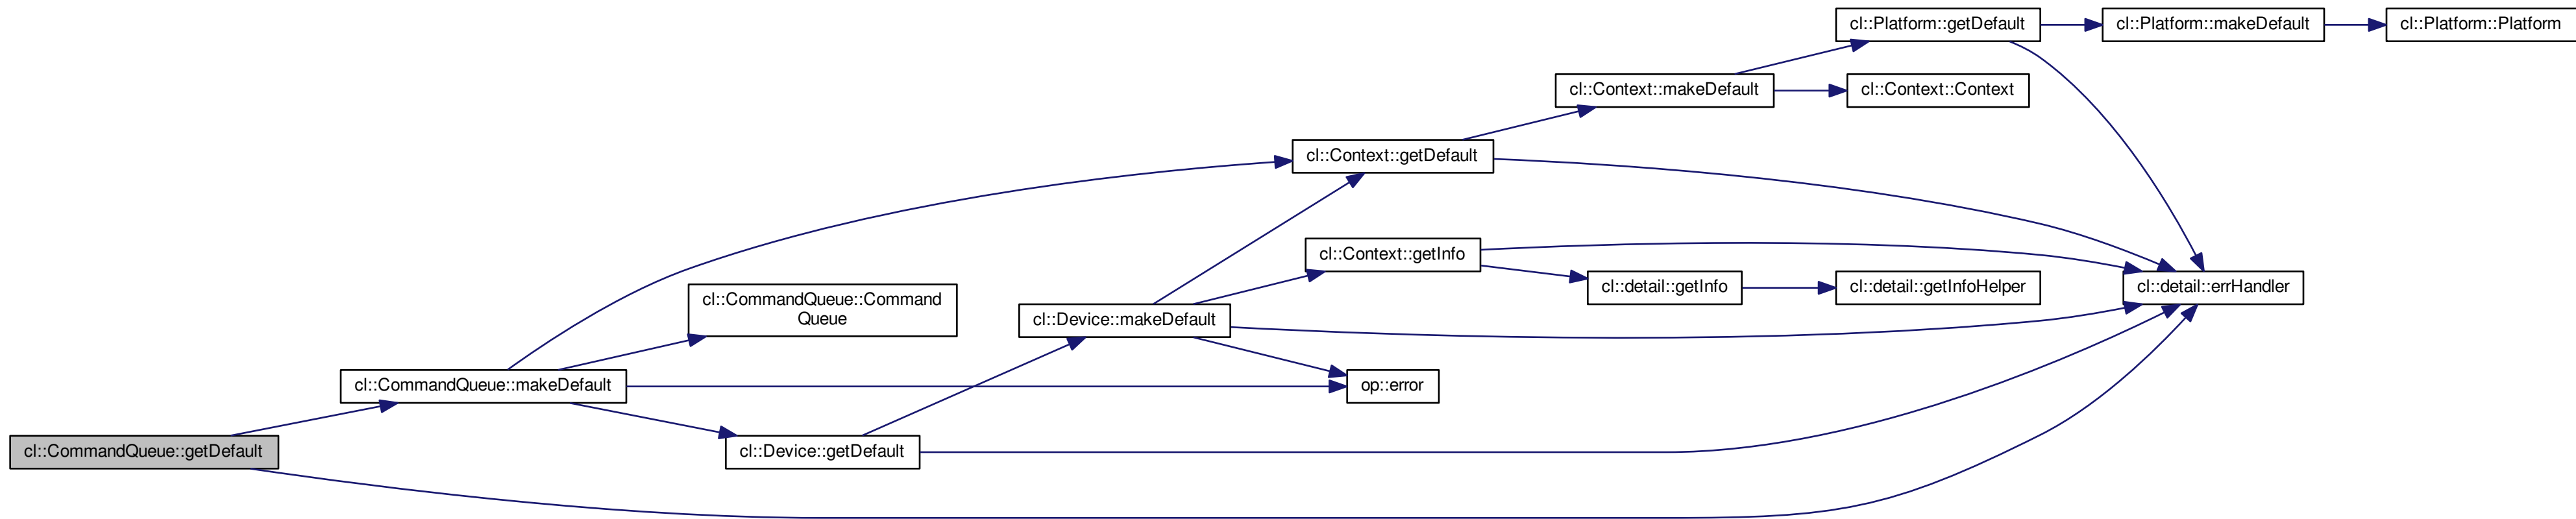 cl::Platform::getDefault
cl::Platform::makeDefault
cl::Platform::Platform
cl::Context::makeDefault
cl::Context::Context
cl::Context::getDefault
cl::Context::getInfo
cl::detail::getInfo
cl::detail::getInfoHelper
cl::detail::errHandler
cl::CommandQueue::Command
Queue
cl::Device::makeDefault
cl::CommandQueue::makeDefault
op::error
cl::CommandQueue::getDefault
cl::Device::getDefault